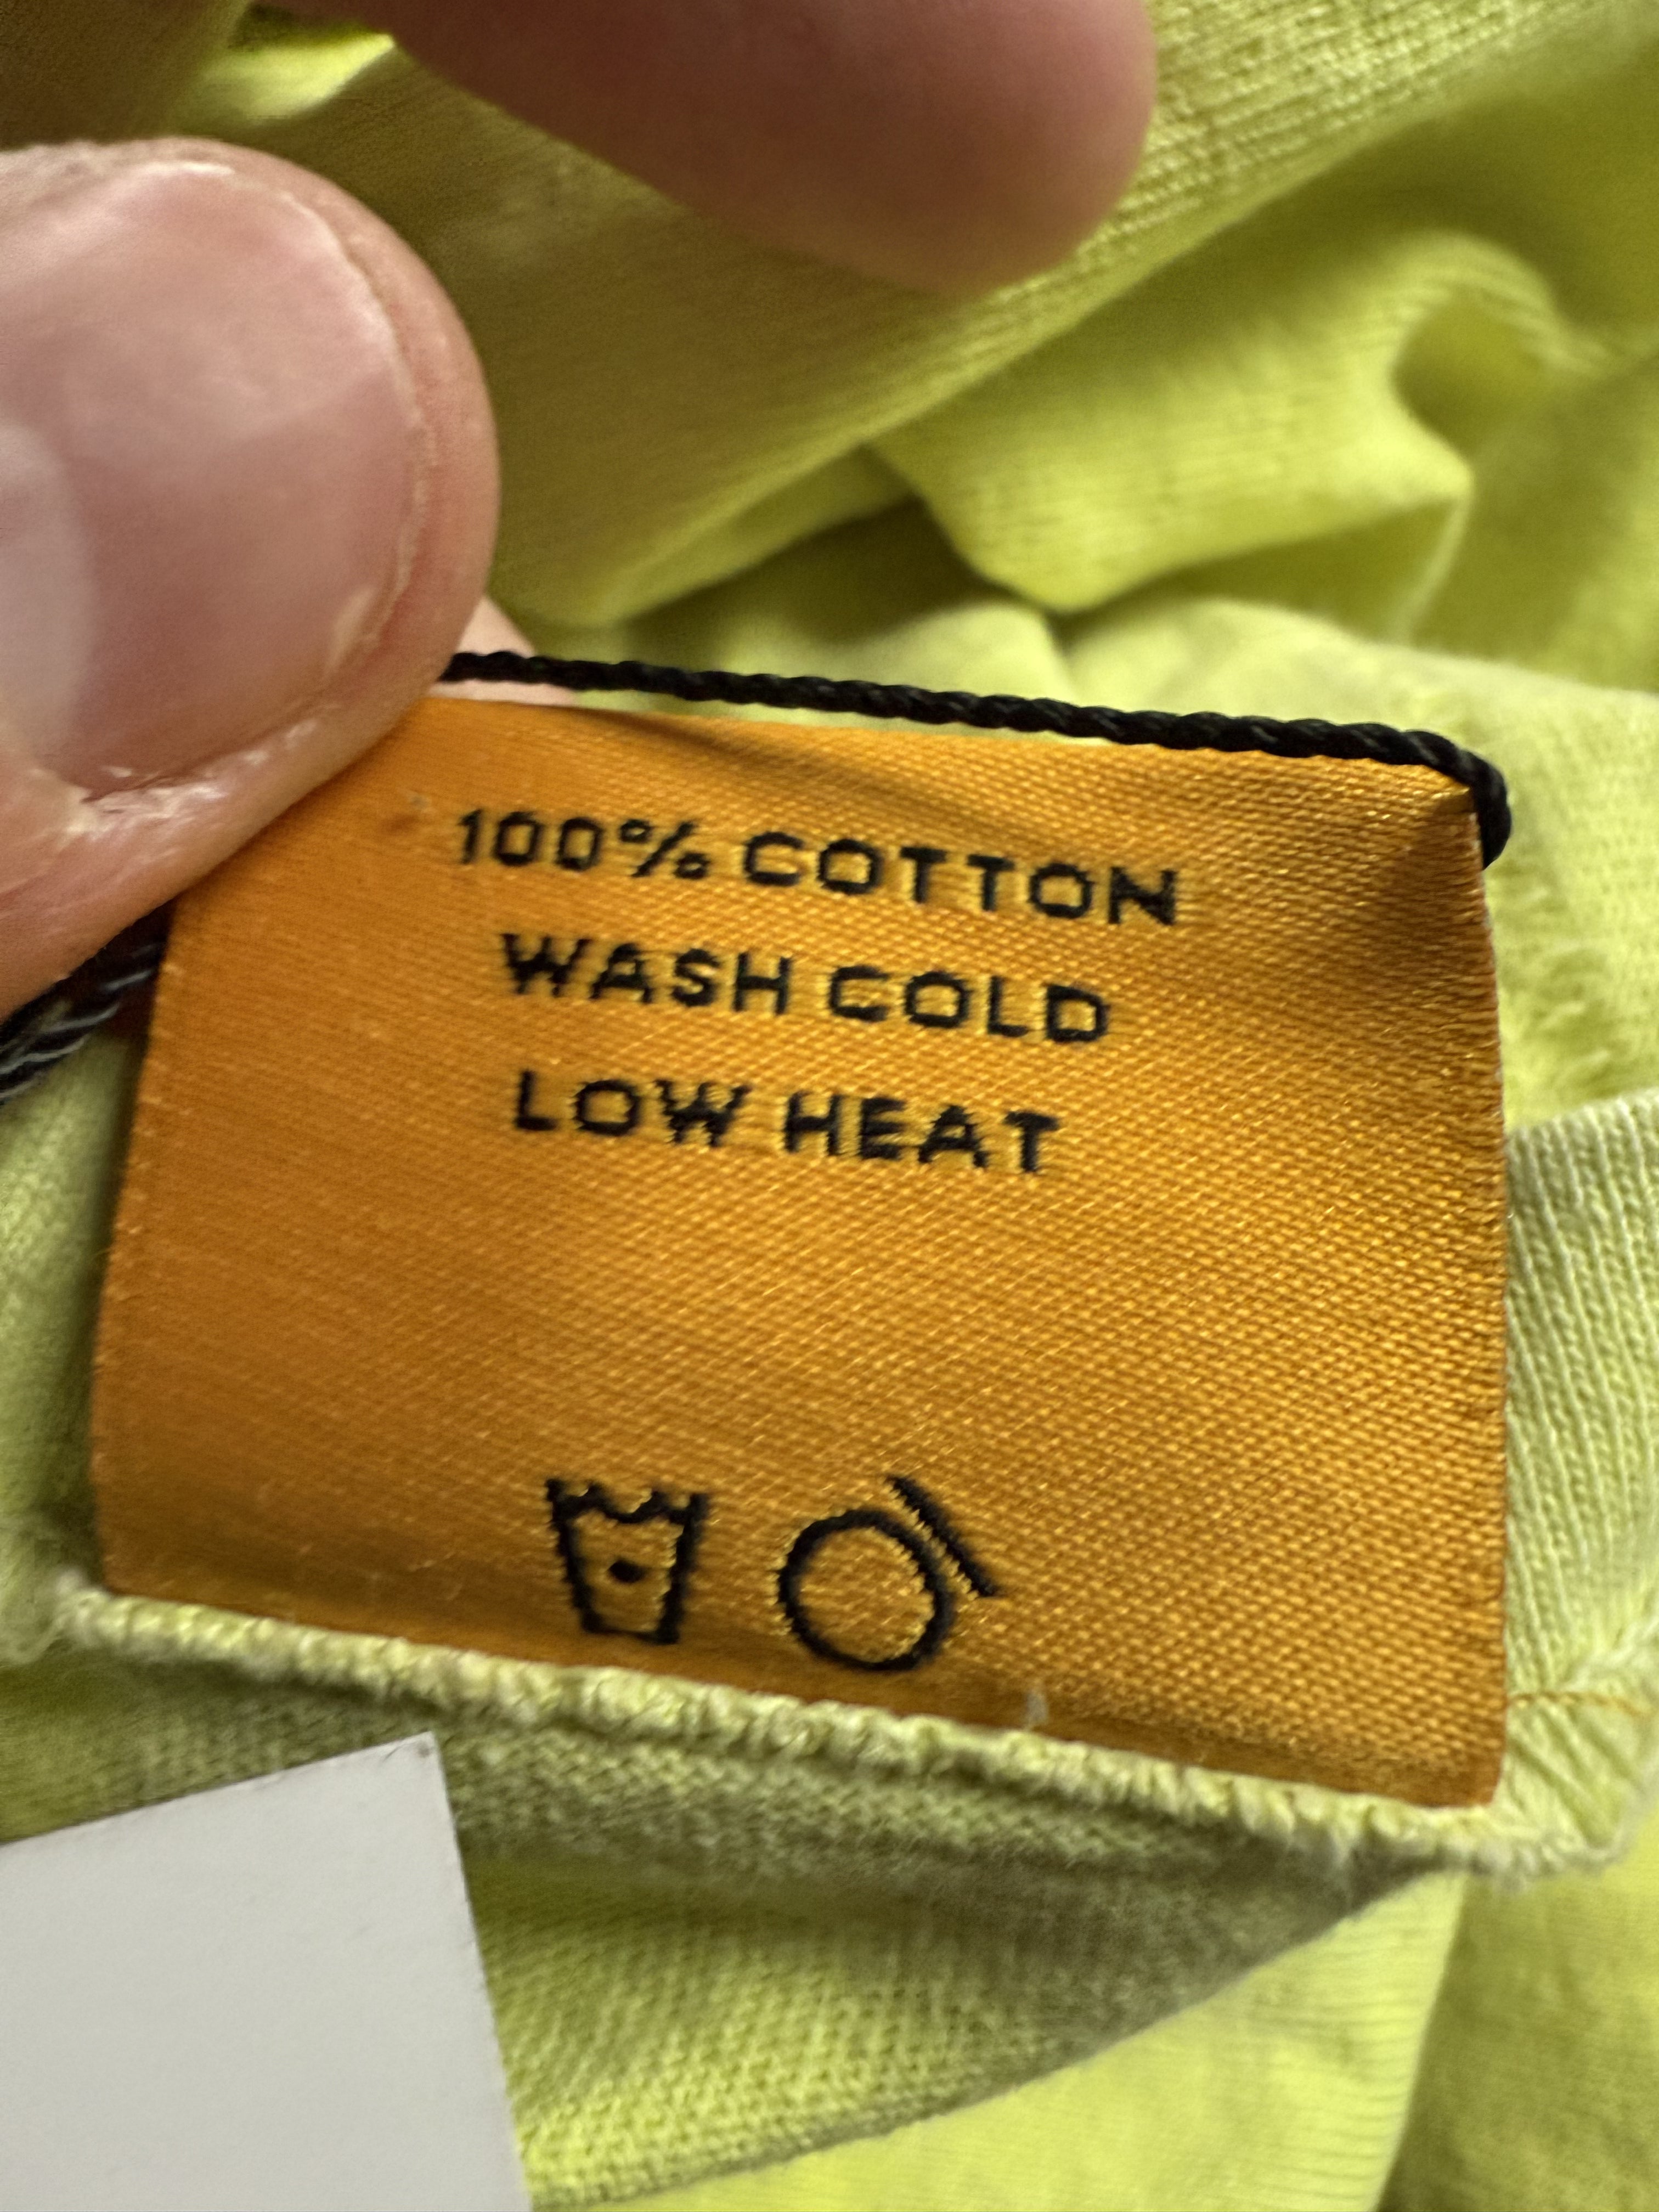 100% COTTON
WASH COLD
LOW HEAT